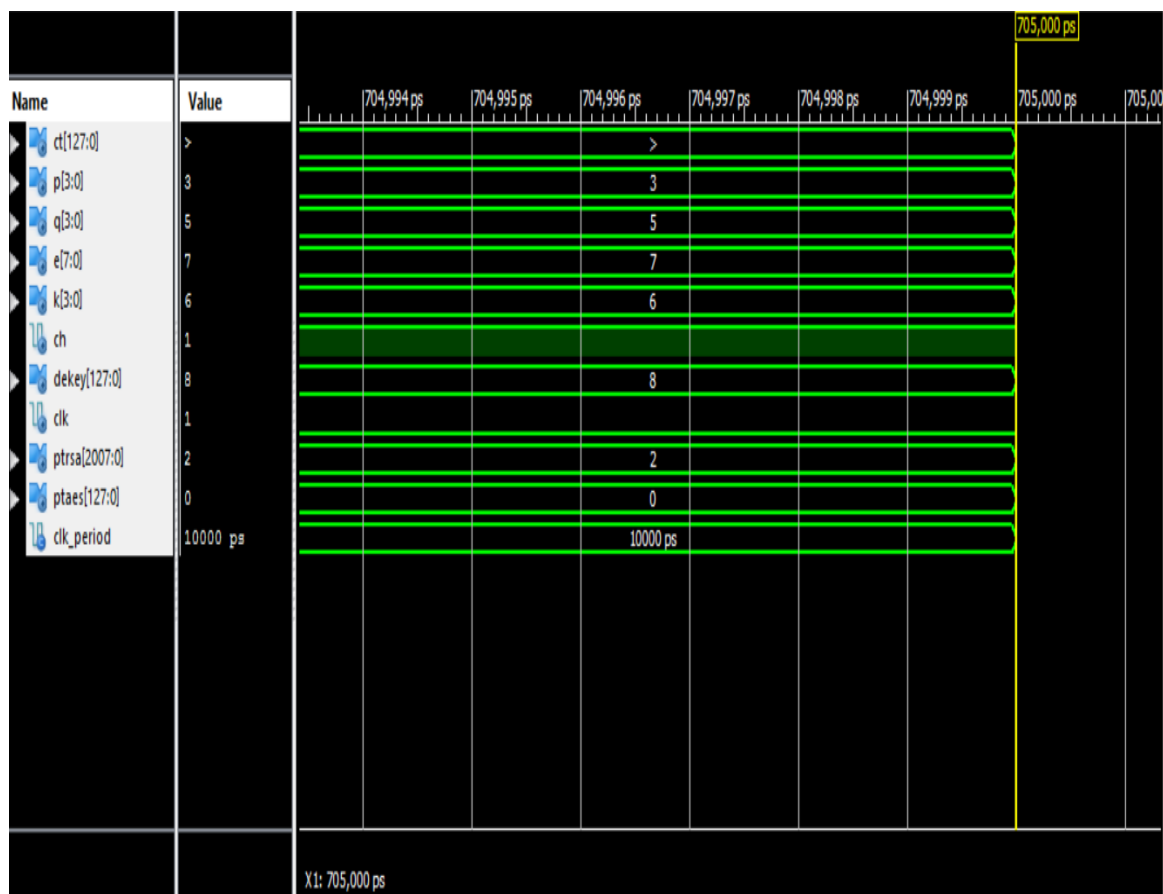 705,000 ps
Name Value 704,994 ps 704,995 ps 704,996 ps 704,997 ps 704,998 ps 704,999 ps 705,000 ps 705,00
ct[127:0] > >
p[3:0] 3 3
q[3:0] 5 5
e[7:0] 7 7
k[3:0] 6 6
ch 1
dekey[127:0] 8 8
clk 1
ptrsa[2007:0] 2 2
ptaes[127:0] 0 0
clk_period 10000 ps 10000 ps
X1: 705,000 ps